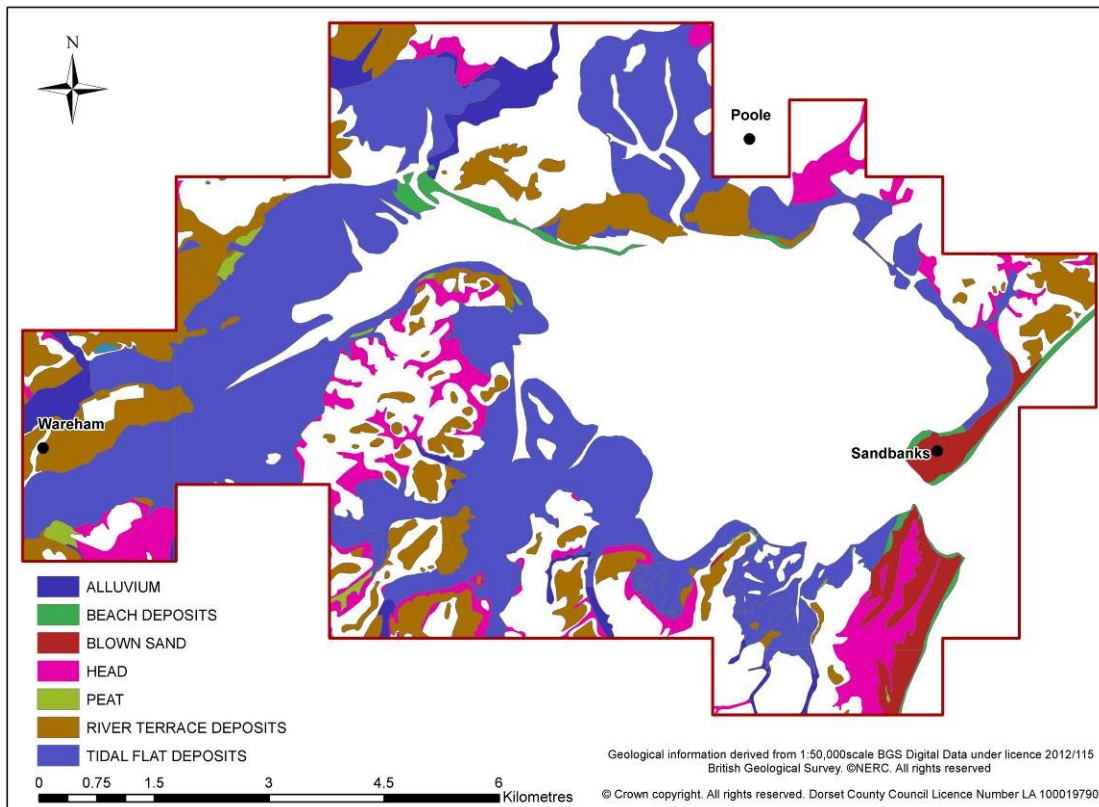 N
Poole
Wareham
Sandbanks
ALLUVIUM
BEACH DEPOSITS
BLOWN SAND
HEAD
PEAT
RIVER TERRACE DEPOSITS
TIDAL FLAT DEPOSITS
0 0.75 1.5 3 4.5 6
Kilometres
Geological information derived from 1:50,000scale BGS Digital Data under licence 2012/115
British Geological Survey. ©NERC. All rights reserved
© Crown copyright. All rights reserved. Dorset County Council Licence Number LA 100019790